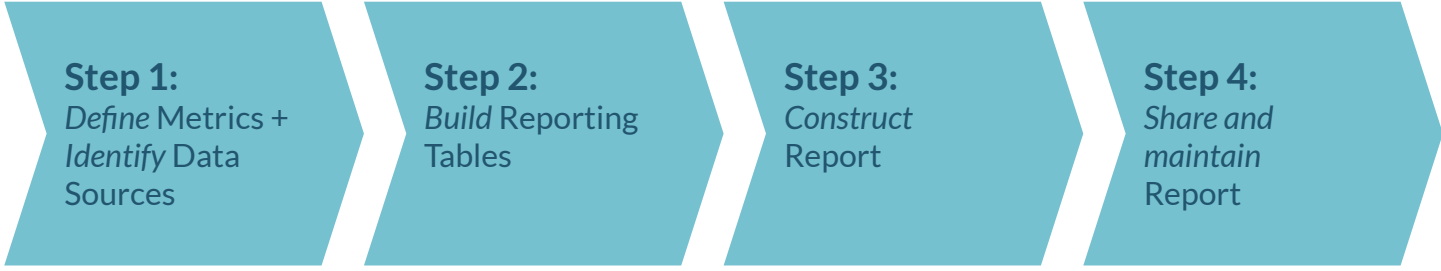 Step 1:
Define Metrics +
Identify Data
Sources
Step 2:
Build Reporting
Tables
Step 3:
Construct
Report
Step 4:
Share and
maintain
Report